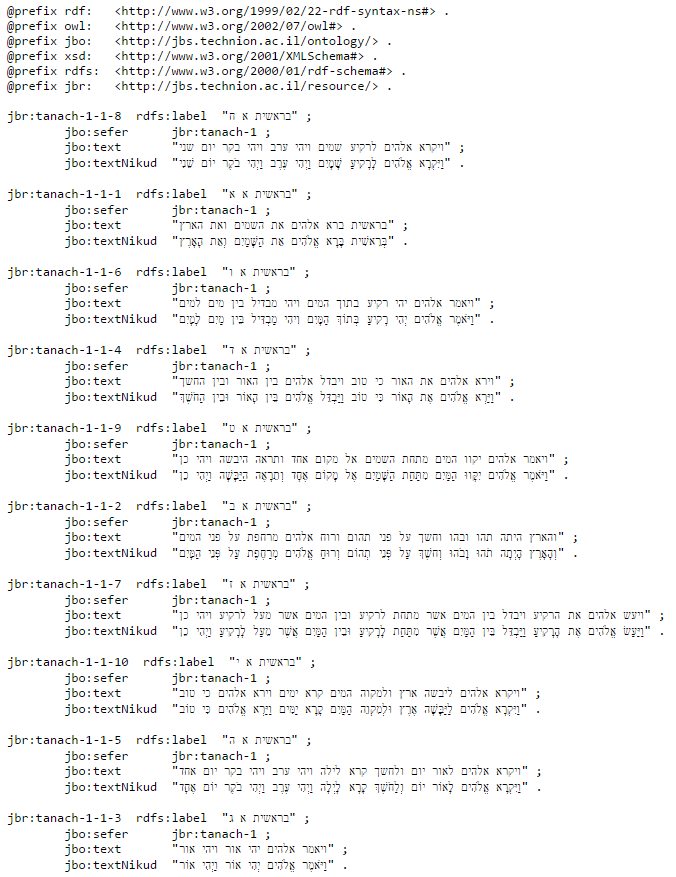 @prefix rdf:   <http://www.w3.org/1999/02/22-rdf-syntax-ns#> .
@prefix owl:   <http://www.w3.org/2002/07/owl#> .
@prefix jbo:   <http://jbs.technion.ac.il/ontology/> .
@prefix xsd:   <http://www.w3.org/2001/XMLSchema#> .
@prefix rdfs:  <http://www.w3.org/2000/01/rdf-schema#> .
@prefix jbr:   <http://jbs.technion.ac.il/resource/> .

jbr:tanach-1-1-8  rdfs:label  "בראשית א ח" ;
        jbo:sefer      jbr:tanach-1 ;
        jbo:text       "ויקרא אלהים לרקיע שמים ויהי ערב ויהי בקר יום שני" ;
        jbo:textNikud  "וַיִּקְרָא אֱלֹהִים לָרָקִיעַ שָׁמָיִם וַיְהִי עֶרֶב וַיְהִי בֹקֶר יוֹם שֵׁנִי" .

jbr:tanach-1-1-1  rdfs:label  "בראשית א א" ;
        jbo:sefer      jbr:tanach-1 ;
        jbo:text       "בראשית ברא אלהים את השמים ואת הארץ" ;
        jbo:textNikud  "בְּרֵאשִׁית בָּרָא אֱלֹהִים אֵת הַשָּׁמַיִם וְאֵת הָאָרֶץ" .

jbr:tanach-1-1-6  rdfs:label  "בראשית א ו" ;
        jbo:sefer      jbr:tanach-1 ;
        jbo:text       "ויאמר אלהים יהי רקיע בתוך המים ויהי מבדיל בין מים למים" ;
        jbo:textNikud  "וַיֹּאמֶר אֱלֹהִים יְהִי רָקִיעַ בְּתוֹךְ הַמָּיִם וִיהִי מַבְדִּיל בֵּין מַיִם לָמָיִם" .

jbr:tanach-1-1-4  rdfs:label  "בראשית א ד" ;
        jbo:sefer      jbr:tanach-1 ;
        jbo:text       "וירא אלהים את האור כי טוב ויבדל אלהים בין האור ובין החשך" ;
        jbo:textNikud  "וַיַּרְא אֱלֹהִים אֶת הָאוֹר כִּי טוֹב וַיַּבְדֵּל אֱלֹהִים בֵּין הָאוֹר וּבֵין הַחֹשֶׁךְ" .

jbr:tanach-1-1-9  rdfs:label  "בראשית א ט" ;
        jbo:sefer      jbr:tanach-1 ;
        jbo:text       "ויאמר אלהים יקוו המים מתחת השמים אל מקום אחד ותראה היבשה ויהי כן" ;
        jbo:textNikud  "וַיֹּאמֶר אֱלֹהִים יִקָּווּ הַמַּיִם מִתַּחַת הַשָּׁמַיִם אֶל מָקוֹם אֶחָד וְתֵרָאֶה הַיַּבָּשָׁה וַיְהִי כֵן" .

jbr:tanach-1-1-2  rdfs:label  "בראשית א ב" ;
        jbo:sefer      jbr:tanach-1 ;
        jbo:text       "והארץ היתה תהו ובהו וחשך על פני תהום ורוח אלהים מרחפת על פני המים" ;
        jbo:textNikud  "וְהָאָרֶץ הָיְתָה תֹהוּ וָבֹהוּ וְחֹשֶׁךְ עַל פְּנֵי תְהוֹם וְרוּחַ אֱלֹהִים מְרַחֶפֶת עַל פְּנֵי הַמָּיִם" .

jbr:tanach-1-1-7  rdfs:label  "בראשית א ז" ;
        jbo:sefer      jbr:tanach-1 ;
        jbo:text       "ויעש אלהים את הרקיע ויבדל בין המים אשר מתחת לרקיע ובין המים אשר מעל לרקיע ויהי כן" ;
        jbo:textNikud  "וַיַּעַשׂ אֱלֹהִים אֶת הָרָקִיעַ וַיַּבְדֵּל בֵּין הַמַּיִם אֲשֶׁר מִתַּחַת לָרָקִיעַ וּבֵין הַמַּיִם אֲשֶׁר מֵעַל לָרָקִיעַ וַיְהִי כֵן" .

jbr:tanach-1-1-10  rdfs:label  "בראשית א י" ;
        jbo:sefer      jbr:tanach-1 ;
        jbo:text       "ויקרא אלהים ליבשה ארץ ולמקוה המים קרא ימים וירא אלהים כי טוב" ;
        jbo:textNikud  "וַיִּקְרָא אֱלֹהִים לַיַּבָּשָׁה אֶרֶץ וּלְמִקְוֵה הַמַּיִם קָרָא יַמִּים וַיַּרְא אֱלֹהִים כִּי טוֹב" .

jbr:tanach-1-1-5  rdfs:label  "בראשית א ה" ;
        jbo:sefer      jbr:tanach-1 ;
        jbo:text       "ויקרא אלהים לאור יום ולחשך קרא לילה ויהי ערב ויהי בקר יום אחד" ;
        jbo:textNikud  "וַיִּקְרָא אֱלֹהִים לָאוֹר יוֹם וְלַחֹשֶׁךְ קָרָא לָיְלָה וַיְהִי עֶרֶב וַיְהִי בֹקֶר יוֹם אֶחָד" .

jbr:tanach-1-1-3  rdfs:label  "בראשית א ג" ;
        jbo:sefer      jbr:tanach-1 ;
        jbo:text       "ויאמר אלהים יהי אור ויהי אור" ;
        jbo:textNikud  "וַיֹּאמֶר אֱלֹהִים יְהִי אוֹר וַיְהִי אוֹר" .